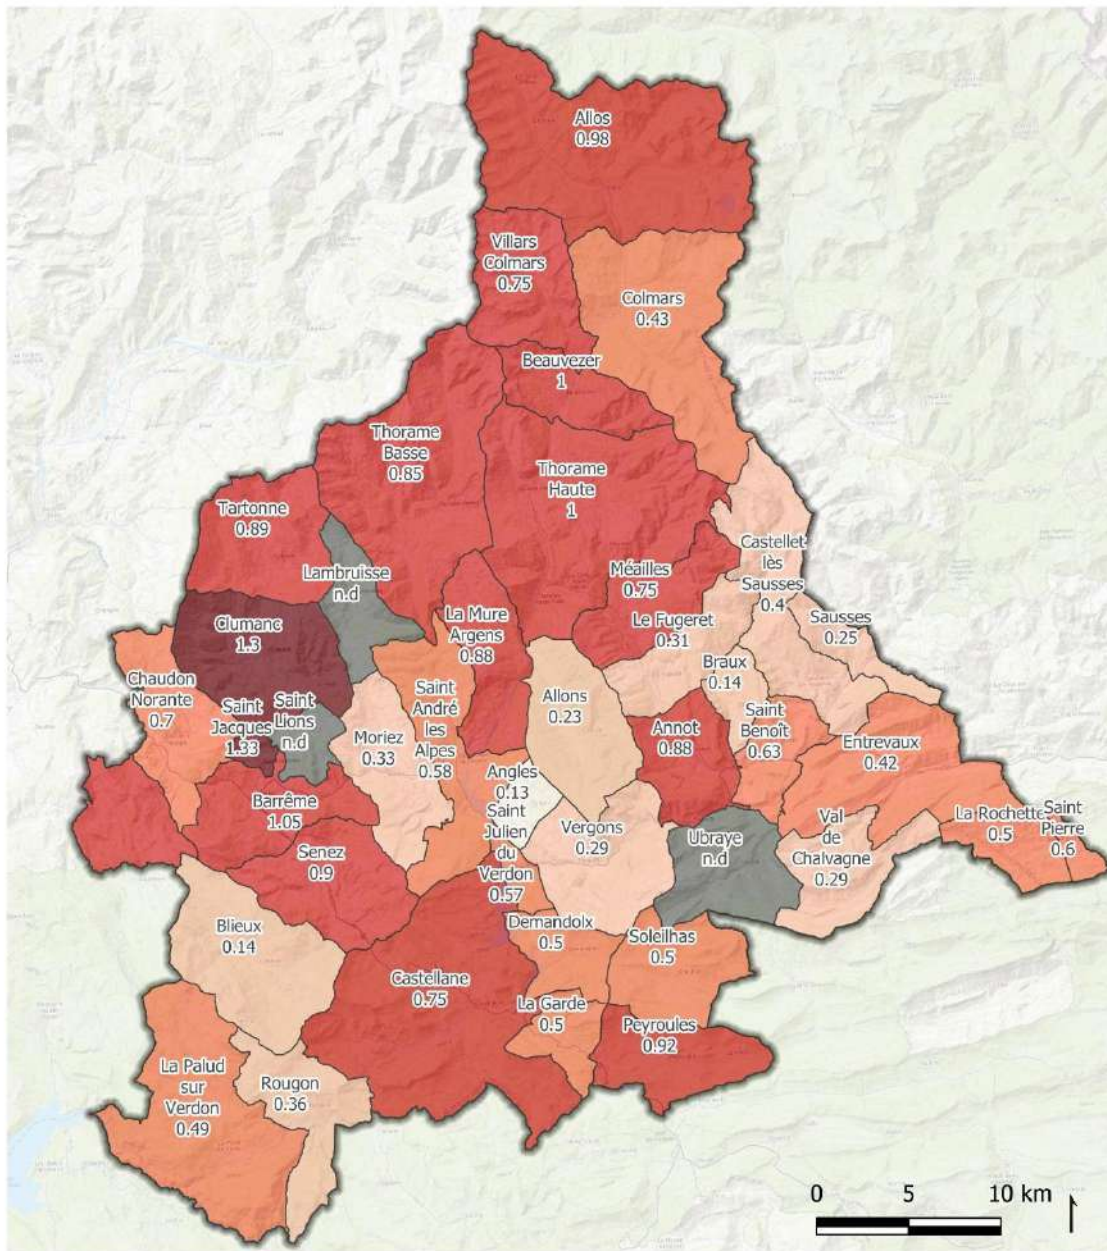 Allos
0.98
Villars
Colmars
0.75
Colmars
0.43
Beauvezer
1
Thorame
Basse
0.85
Thorame
Haute
1
Tartonne
0.89
Lambruisse
n.d
Castellet
lès
Sausses
0.4
Méailles
0.75
La Mure
Argens
0.88
Le Fugeret
0.31
Sausses
0.25
Clumanc
1.3
Chaudon
Norante
0.7
Saint
Jacques
1.33
Saint
Lions
n.d
Moriez
0.33
Saint
André
les
Alpes
0.58
Allons
0.23
Braux
0.14
Annot
0.88
Saint
Benoît
0.63
Entrevaux
0.42
Angles
0.13
Barrême
1.05
Saint
Julien
du
Verdon
0.57
Vergons
0.29
Ubraye
n.d
Val
de
Chalvagne
0.29
La Rochette
0.5
Saint
Pierre
0.6
Senez
0.9
Blieux
0.14
Demandolx
0.5
Soleilhas
0.5
Castellane
0.75
La Garde
0.5
Peyroules
0.92
La Palud
sur
Verdon
0.49
Rougon
0.36
0 5 10 km